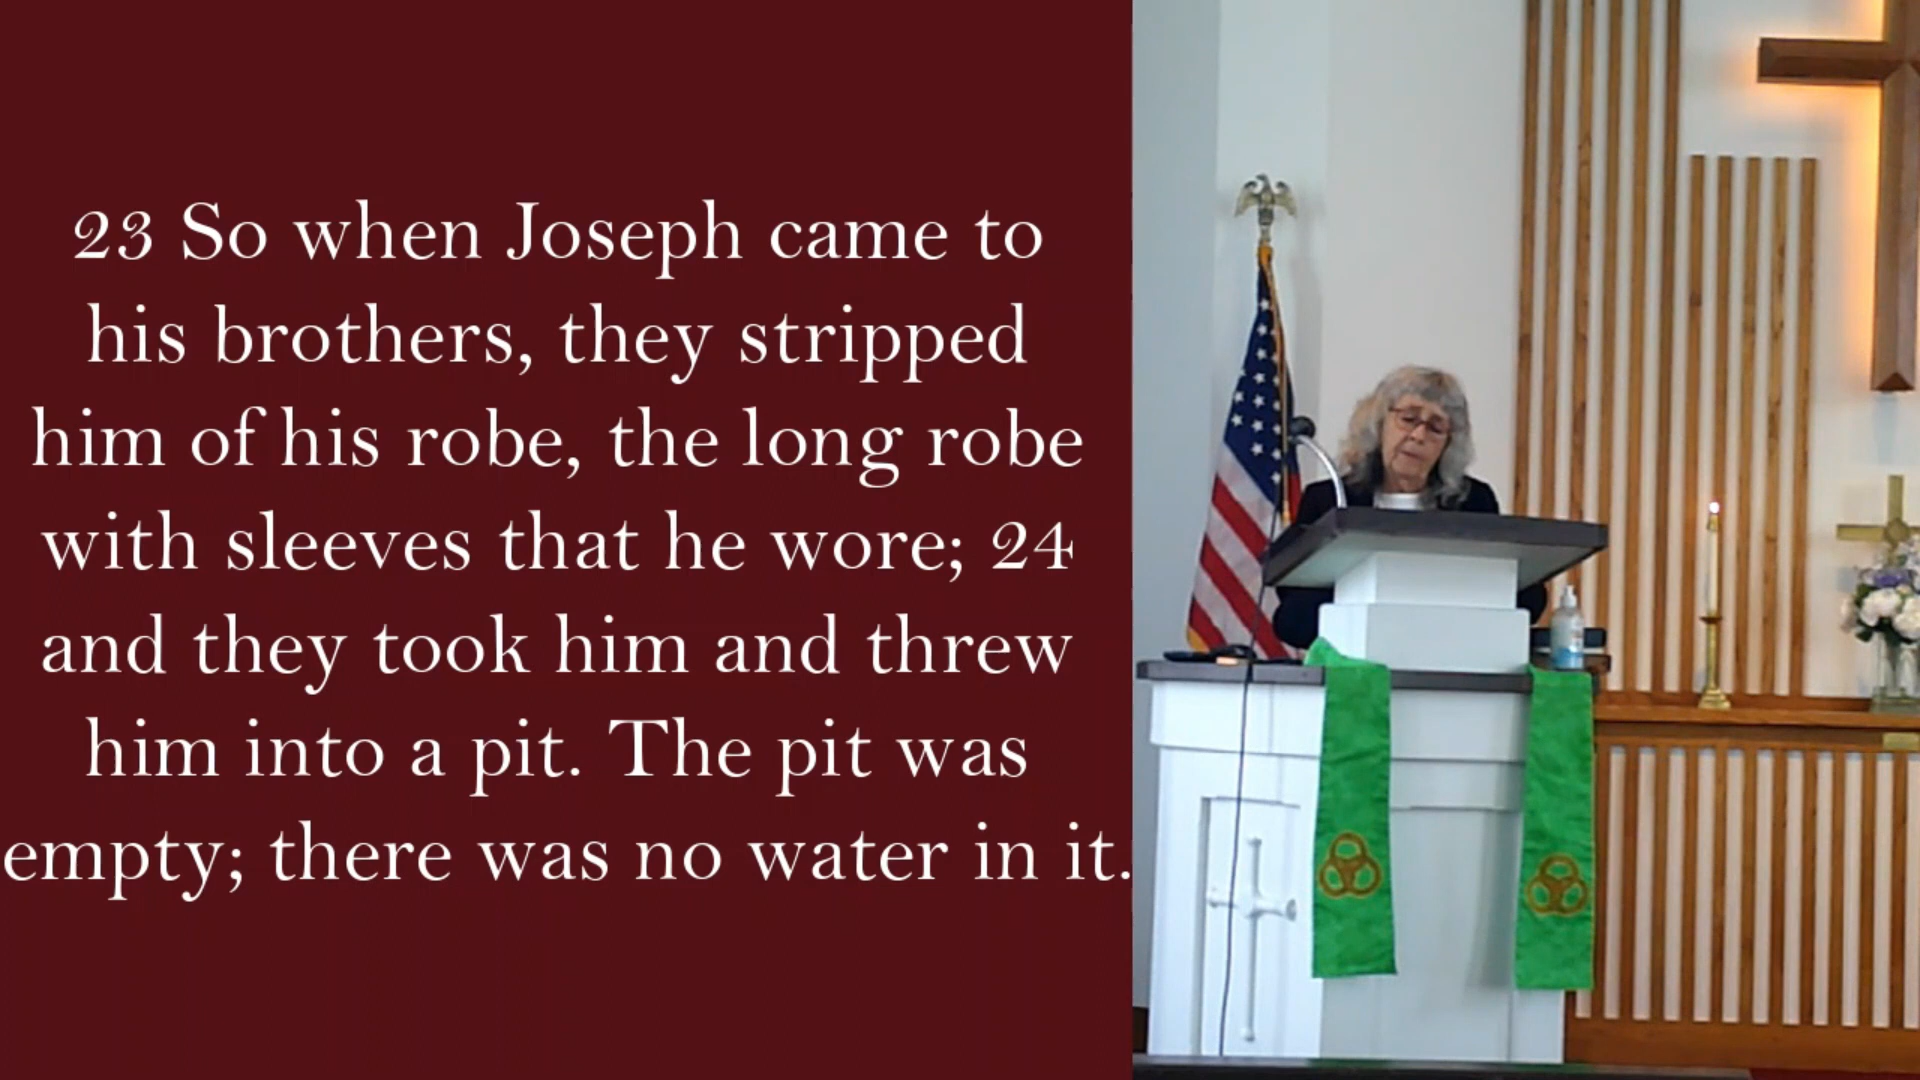 23 So when Joseph came to
his brothers, they stripped
him of his robe, the long robe
with sleeves that he wore; 24
and they took him and threw
him into a pit. The pit was
empty; there was no water in it.